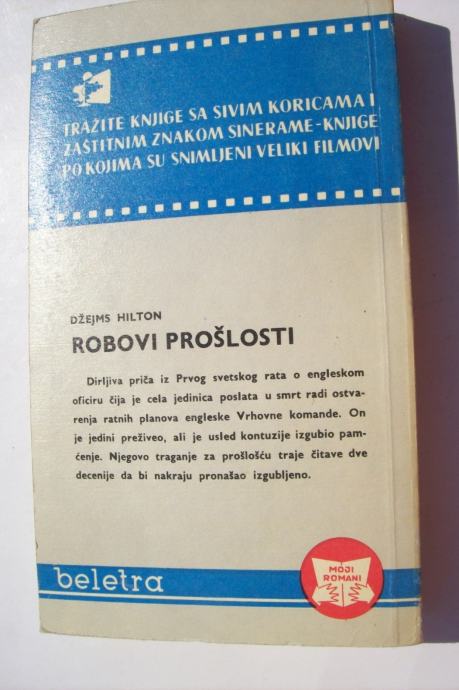 TRAŽITE KNJIGE SA SIVIM KORICAMA I
ZAŠTITNIM ZNAKOM SINERAME-KNJIGE
PO KOJIMA SU SNIMLJENI VELIKI FILMOVI
DŽEJMS HILTON
ROBOVI PROŠLOSTI
Dirljiva priča iz Prvog svetskog rata o engleskom
oficiru čija je cela jedinica poslata u smrt radi ostva-
renja ratnih planova engleske Vrhovne komande. On
je jedini preživeo, ali je usled kontuzije izgubio pam-
ćenje. Njegovo traganje za prošlošću traje čitave dve
decenije da bi nakraju pronašao izgubljeno.
beletra
MOJI
ROMANI